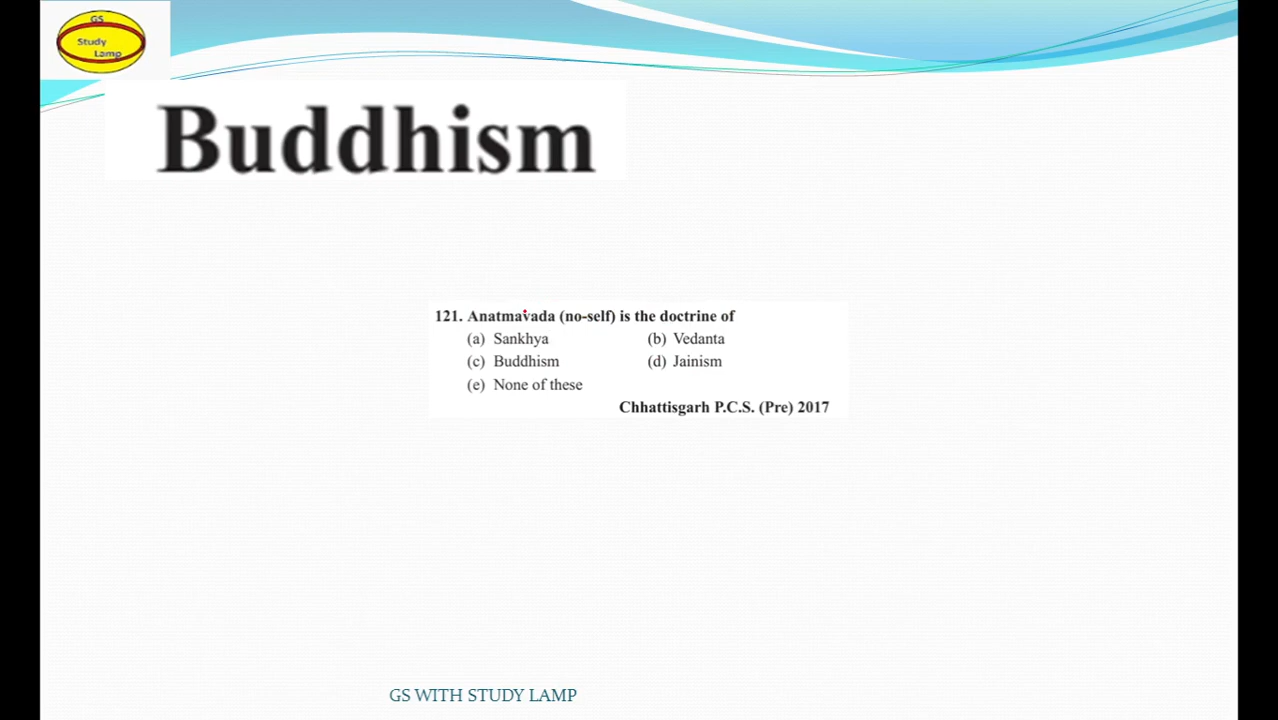 GS
Study
Lamp
Buddhism
121. Anatmavada (no-self) is the doctrine of
(a) Sankhya (b) Vedanta
(c) Buddhism (d) Jainism
(e) None of these
Chhattisgarh P.C.S. (Pre) 2017
GS WITH STUDY LAMP